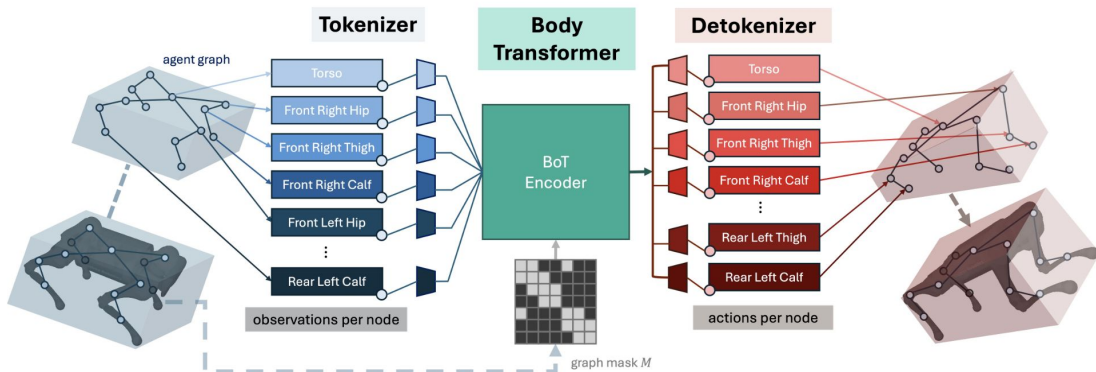 Tokenizer
Body
Transformer
Detokenizer
agent graph
Torso
Front Right Hip
Front Right Thigh
Front Right Calf
Front Left Hip
⋮
Rear Left Calf
observations per node
BoT
Encoder
graph mask M
Torso
Front Right Hip
Front Right Thigh
Front Right Calf
⋮
Rear Left Thigh
Rear Left Calf
actions per node